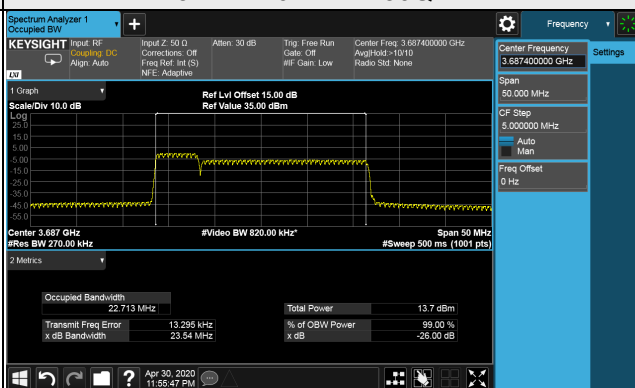 Spectrum Analyzer 1
Occupied BW
Frequency
KEYSIGHT
Input: RF
Coupling: DC
Align: Auto
Input Z: 50 Ω
Corrections: Off
Freq Ref: Int (S)
NFE: Adaptive
Atten: 30 dB
Trig: Free Run
Gate: Off
#IF Gain: Low
Center Freq: 3.687400000 GHz
Avg|Hold:>10/10
Radio Std: None
LXI
Center Frequency
3.687400000 GHz
Settings
Span
50.000 MHz
CF Step
5.000000 MHz
Auto
Man
Freq Offset
0 Hz
1 Graph
Scale/Div 10.0 dB
Ref Lvl Offset 15.00 dB
Ref Value 35.00 dBm
Log
25.0
15.0
5.00
-5.00
-15.0
-25.0
-35.0
-45.0
-55.0
Center 3.687 GHz
#Res BW 270.00 kHz
#Video BW 820.00 kHz*
Span 50 MHz
#Sweep 500 ms (1001 pts)
2 Metrics
Occupied Bandwidth
22.713 MHz
Total Power 13.7 dBm
Transmit Freq Error 13.295 kHz
% of OBW Power 99.00 %
x dB Bandwidth 23.54 MHz
x dB -26.00 dB
Apr 30, 2020
11:55:47 PM